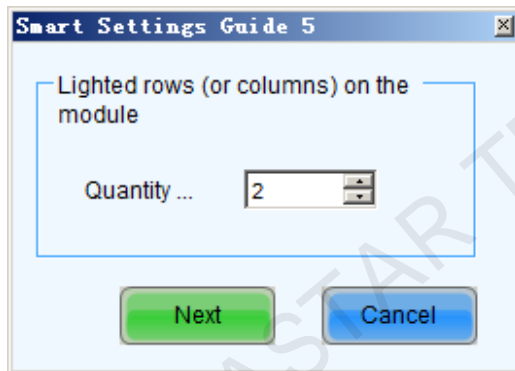 Smart Settings Guide 5
Lighted rows (or columns) on the
module
Quantity ...
2
Next
Cancel